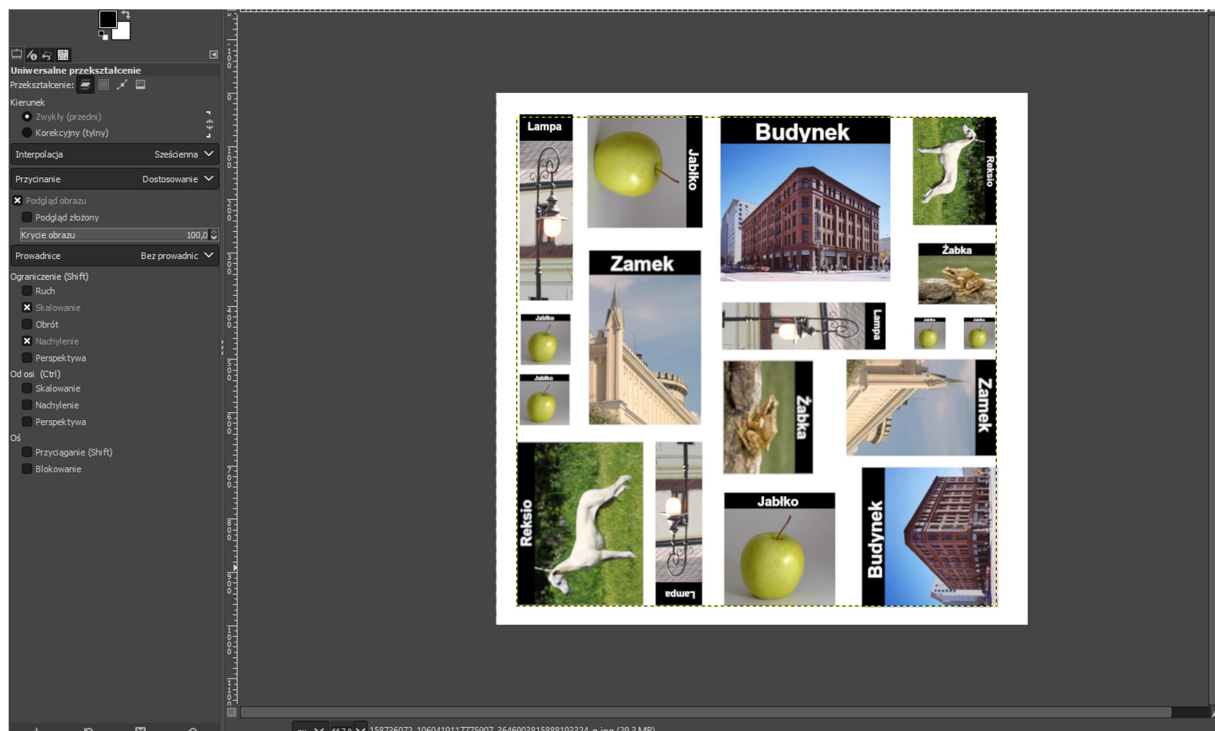 Uniwersalne przekształcenie
Przekształcenie:
Kierunek
Zwykły (przedni)
Korekcyjny (tylny)
Interpolacja Sześcienna
Przycinanie Dostosowanie
Podgląd obrazu
Podgląd złożony
Krycie obrazu 100,0
Prowadnice Bez prowadnic
Ograniczenie (Shift)
Ruch
Skalowanie
Obrót
Nachylenie
Perspektywa
Od osi (Ctrl)
Skalowanie
Nachylenie
Perspektywa
Oś
Przyciąganie (Shift)
Blokowanie
Lampa
Jabłko
Budynek
Reksio
Zamek
Żabka
Lampa
Jabłko
Jabłko
Jabłko
Jabłko
Żabka
Zamek
Reksio
Lampa
Jabłko
Budynek